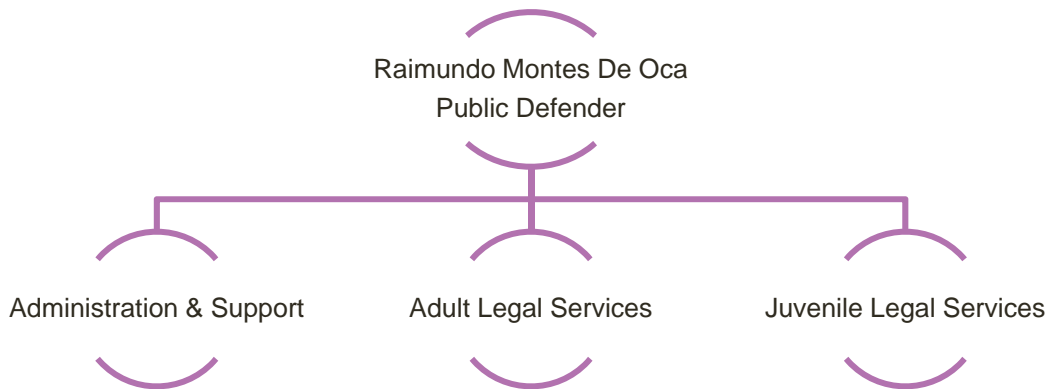 Raimundo Montes De Oca
Public Defender
Administration & Support
Adult Legal Services
Juvenile Legal Services